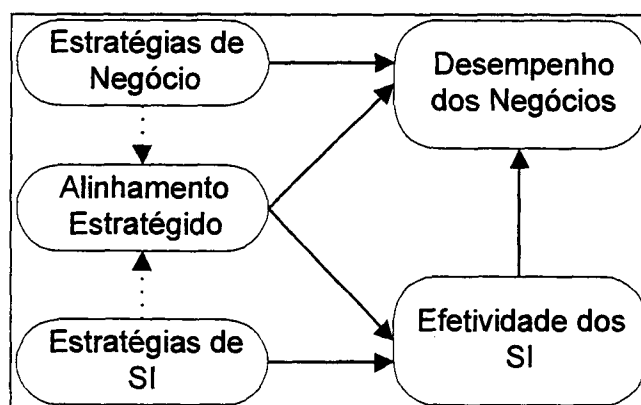 Estratégias de
Negócio
Desempenho
dos Negócios
Alinhamento
Estratégido
Estratégias de
SI
Efetividade dos
SI